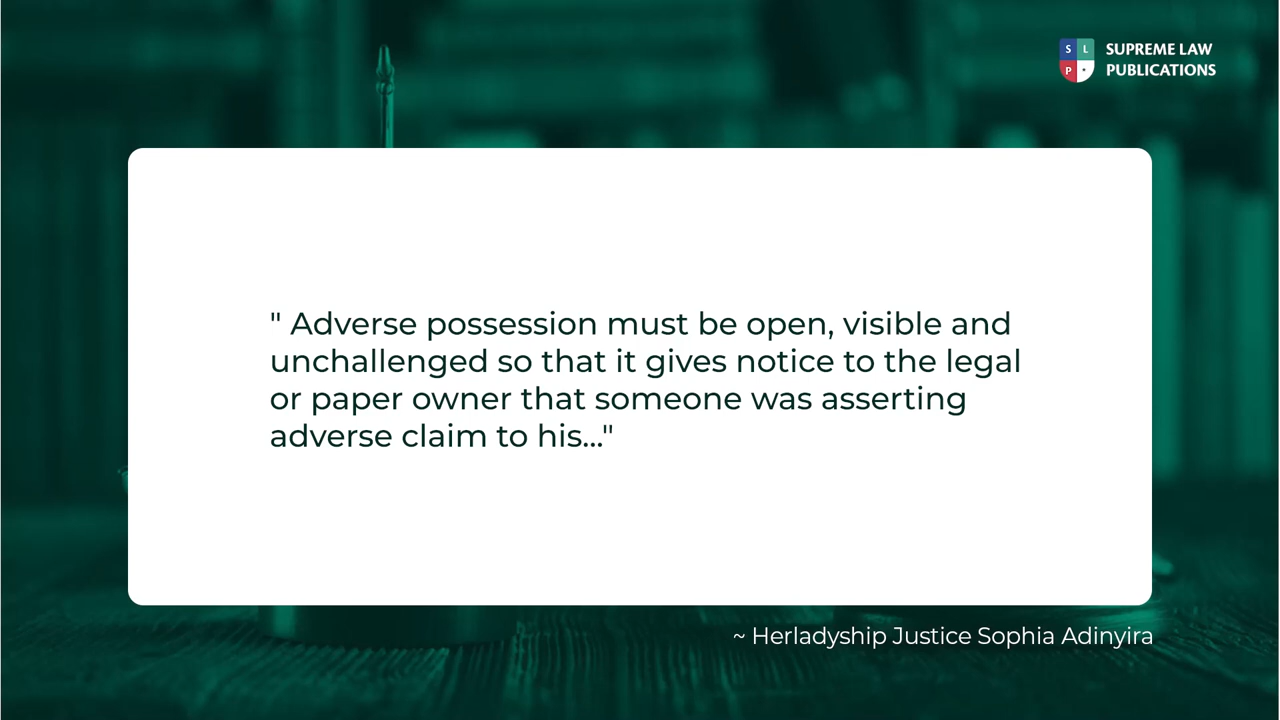 S L
P
SUPREME LAW
PUBLICATIONS
" Adverse possession must be open, visible and
unchallenged so that it gives notice to the legal
or paper owner that someone was asserting
adverse claim to his..."
~ Herladyship Justice Sophia Adinyira